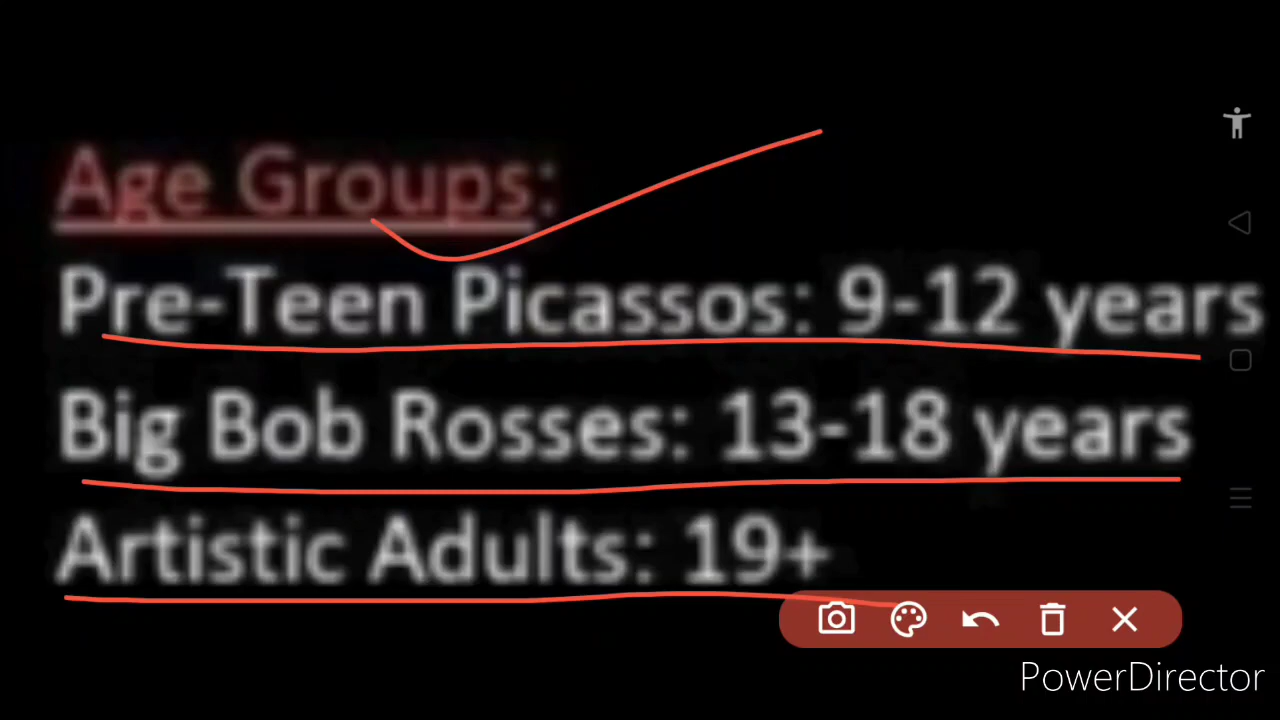 Age Groups:
Pre-Teen Picassos: 9-12 years
Big Bob Rosses: 13-18 years
Artistic Adults: 19+
PowerDirector